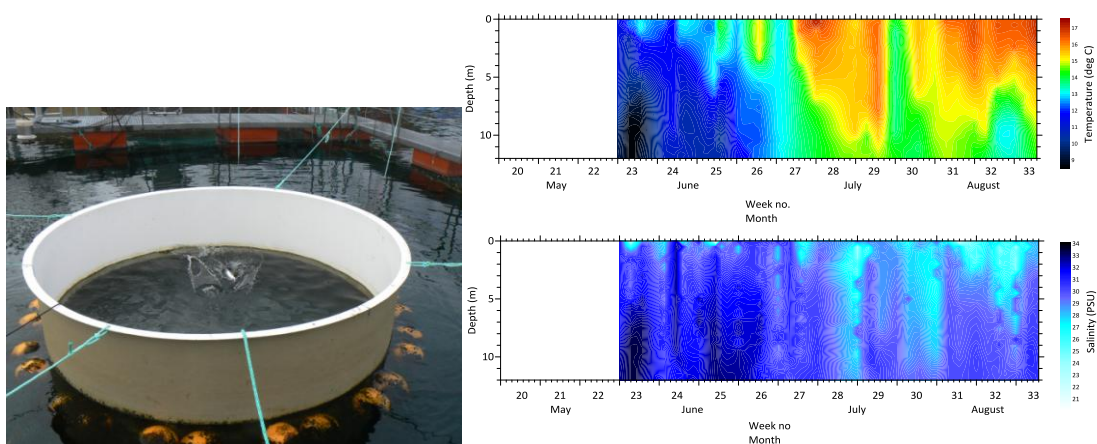 0
5
10
Depth (m)
20 21 22 24 25 26 27 28 29 30 31 32 33
May June July August
Week no.
Month
17
16
15
14
13
12
11
10
9
Temperature (deg C)
0
5
10
Depth (m)
20 21 22 24 25 26 26 27 28 29 30 31 32 33
May June July August
Week no
Month
34
33
32
31
30
29
28
27
26
25
24
23
22
21
Salinity (PSU)